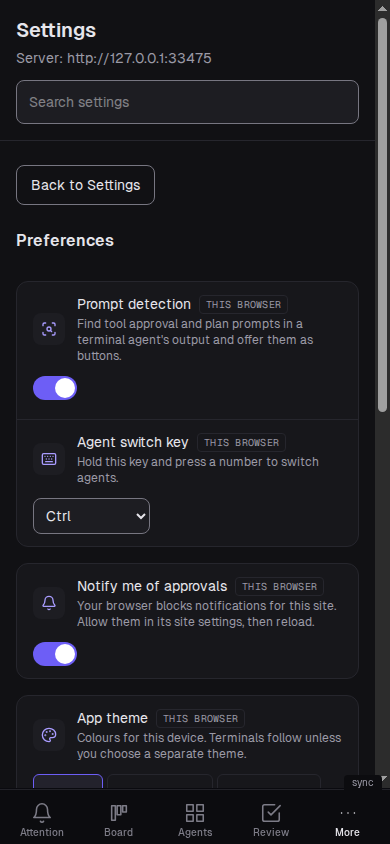 Settings
Server: http://127.0.0.1:33475
Search settings
Back to Settings
Preferences
Prompt detection THIS BROWSER
Find tool approval and plan prompts in a
terminal agent's output and offer them as
buttons.
Agent switch key THIS BROWSER
Hold this key and press a number to switch
agents.
Ctrl
Notify me of approvals THIS BROWSER
Your browser blocks notifications for this site.
Allow them in its site settings, then reload.
App theme THIS BROWSER
Colours for this device. Terminals follow unless
you choose a separate theme.
sync
Attention Board Agents Review More